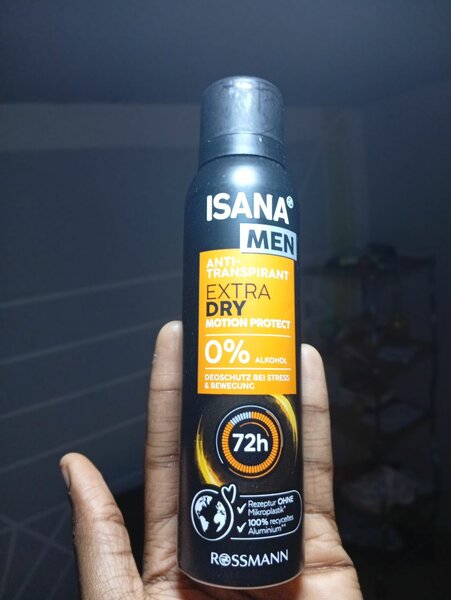 ISANA®
MEN
ANTI-
TRANSPIRANT
EXTRA
DRY
MOTION PROTECT
0% ALKOHOL
DEOSCHUTZ BEI STRESS
& BEWEGUNG
72h
✓ Rezeptur OHNE
Mikroplastik*
✓ 100% recyceltes
Aluminium**
ROSSMANN